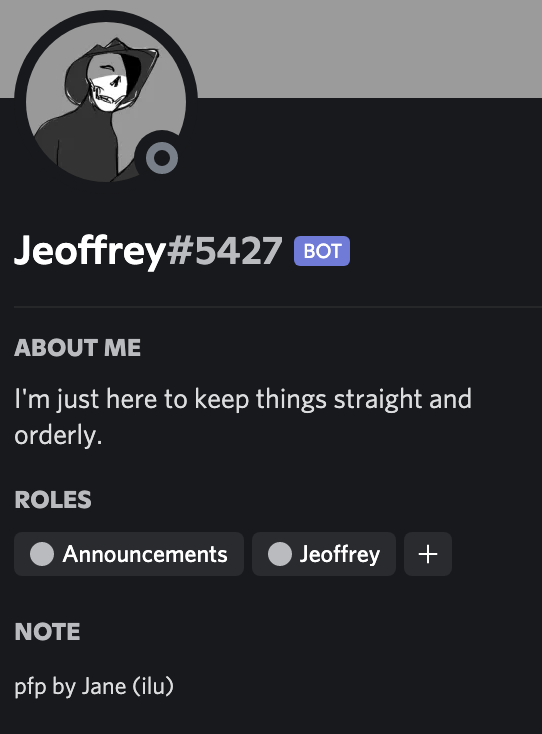 Jeoffrey#5427 BOT
ABOUT ME
I'm just here to keep things straight and
orderly.
ROLES
Announcements Jeoffrey +
NOTE
pfp by Jane (ilu)